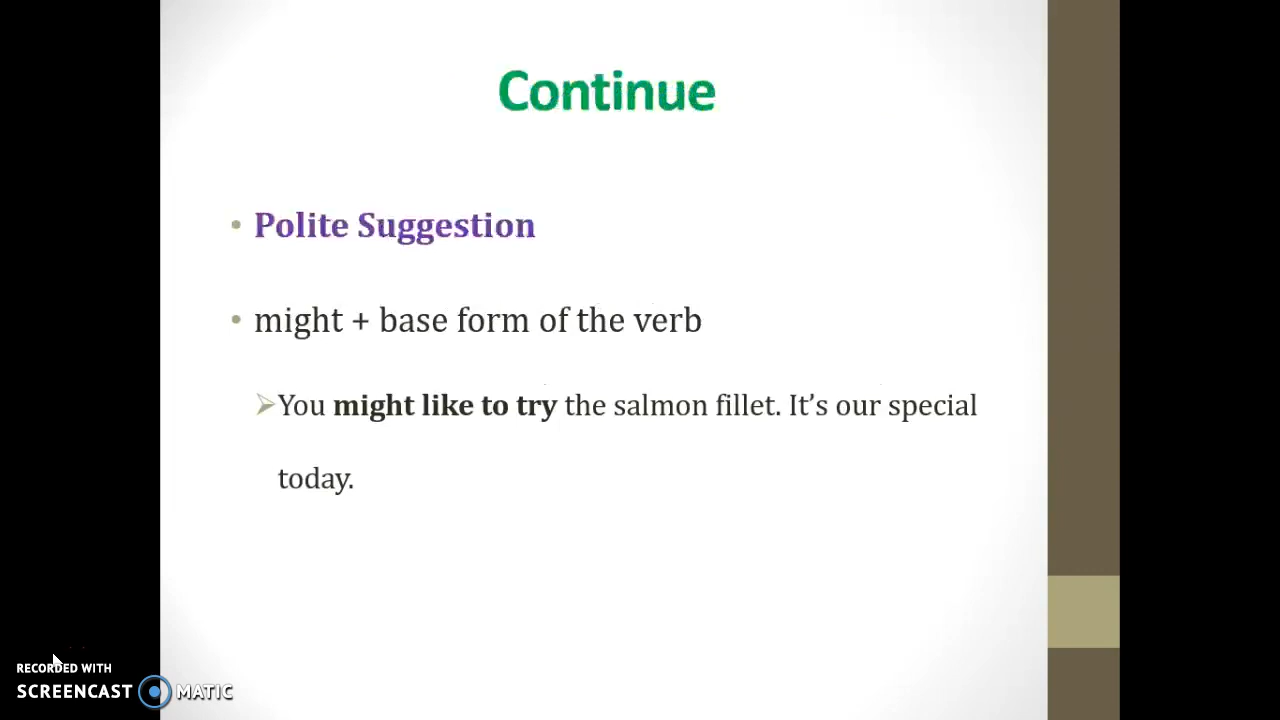 Continue
• Polite Suggestion
• might + base form of the verb
➢You might like to try the salmon fillet. It’s our special
today.
RECORDED WITH
SCREENCAST MATIC